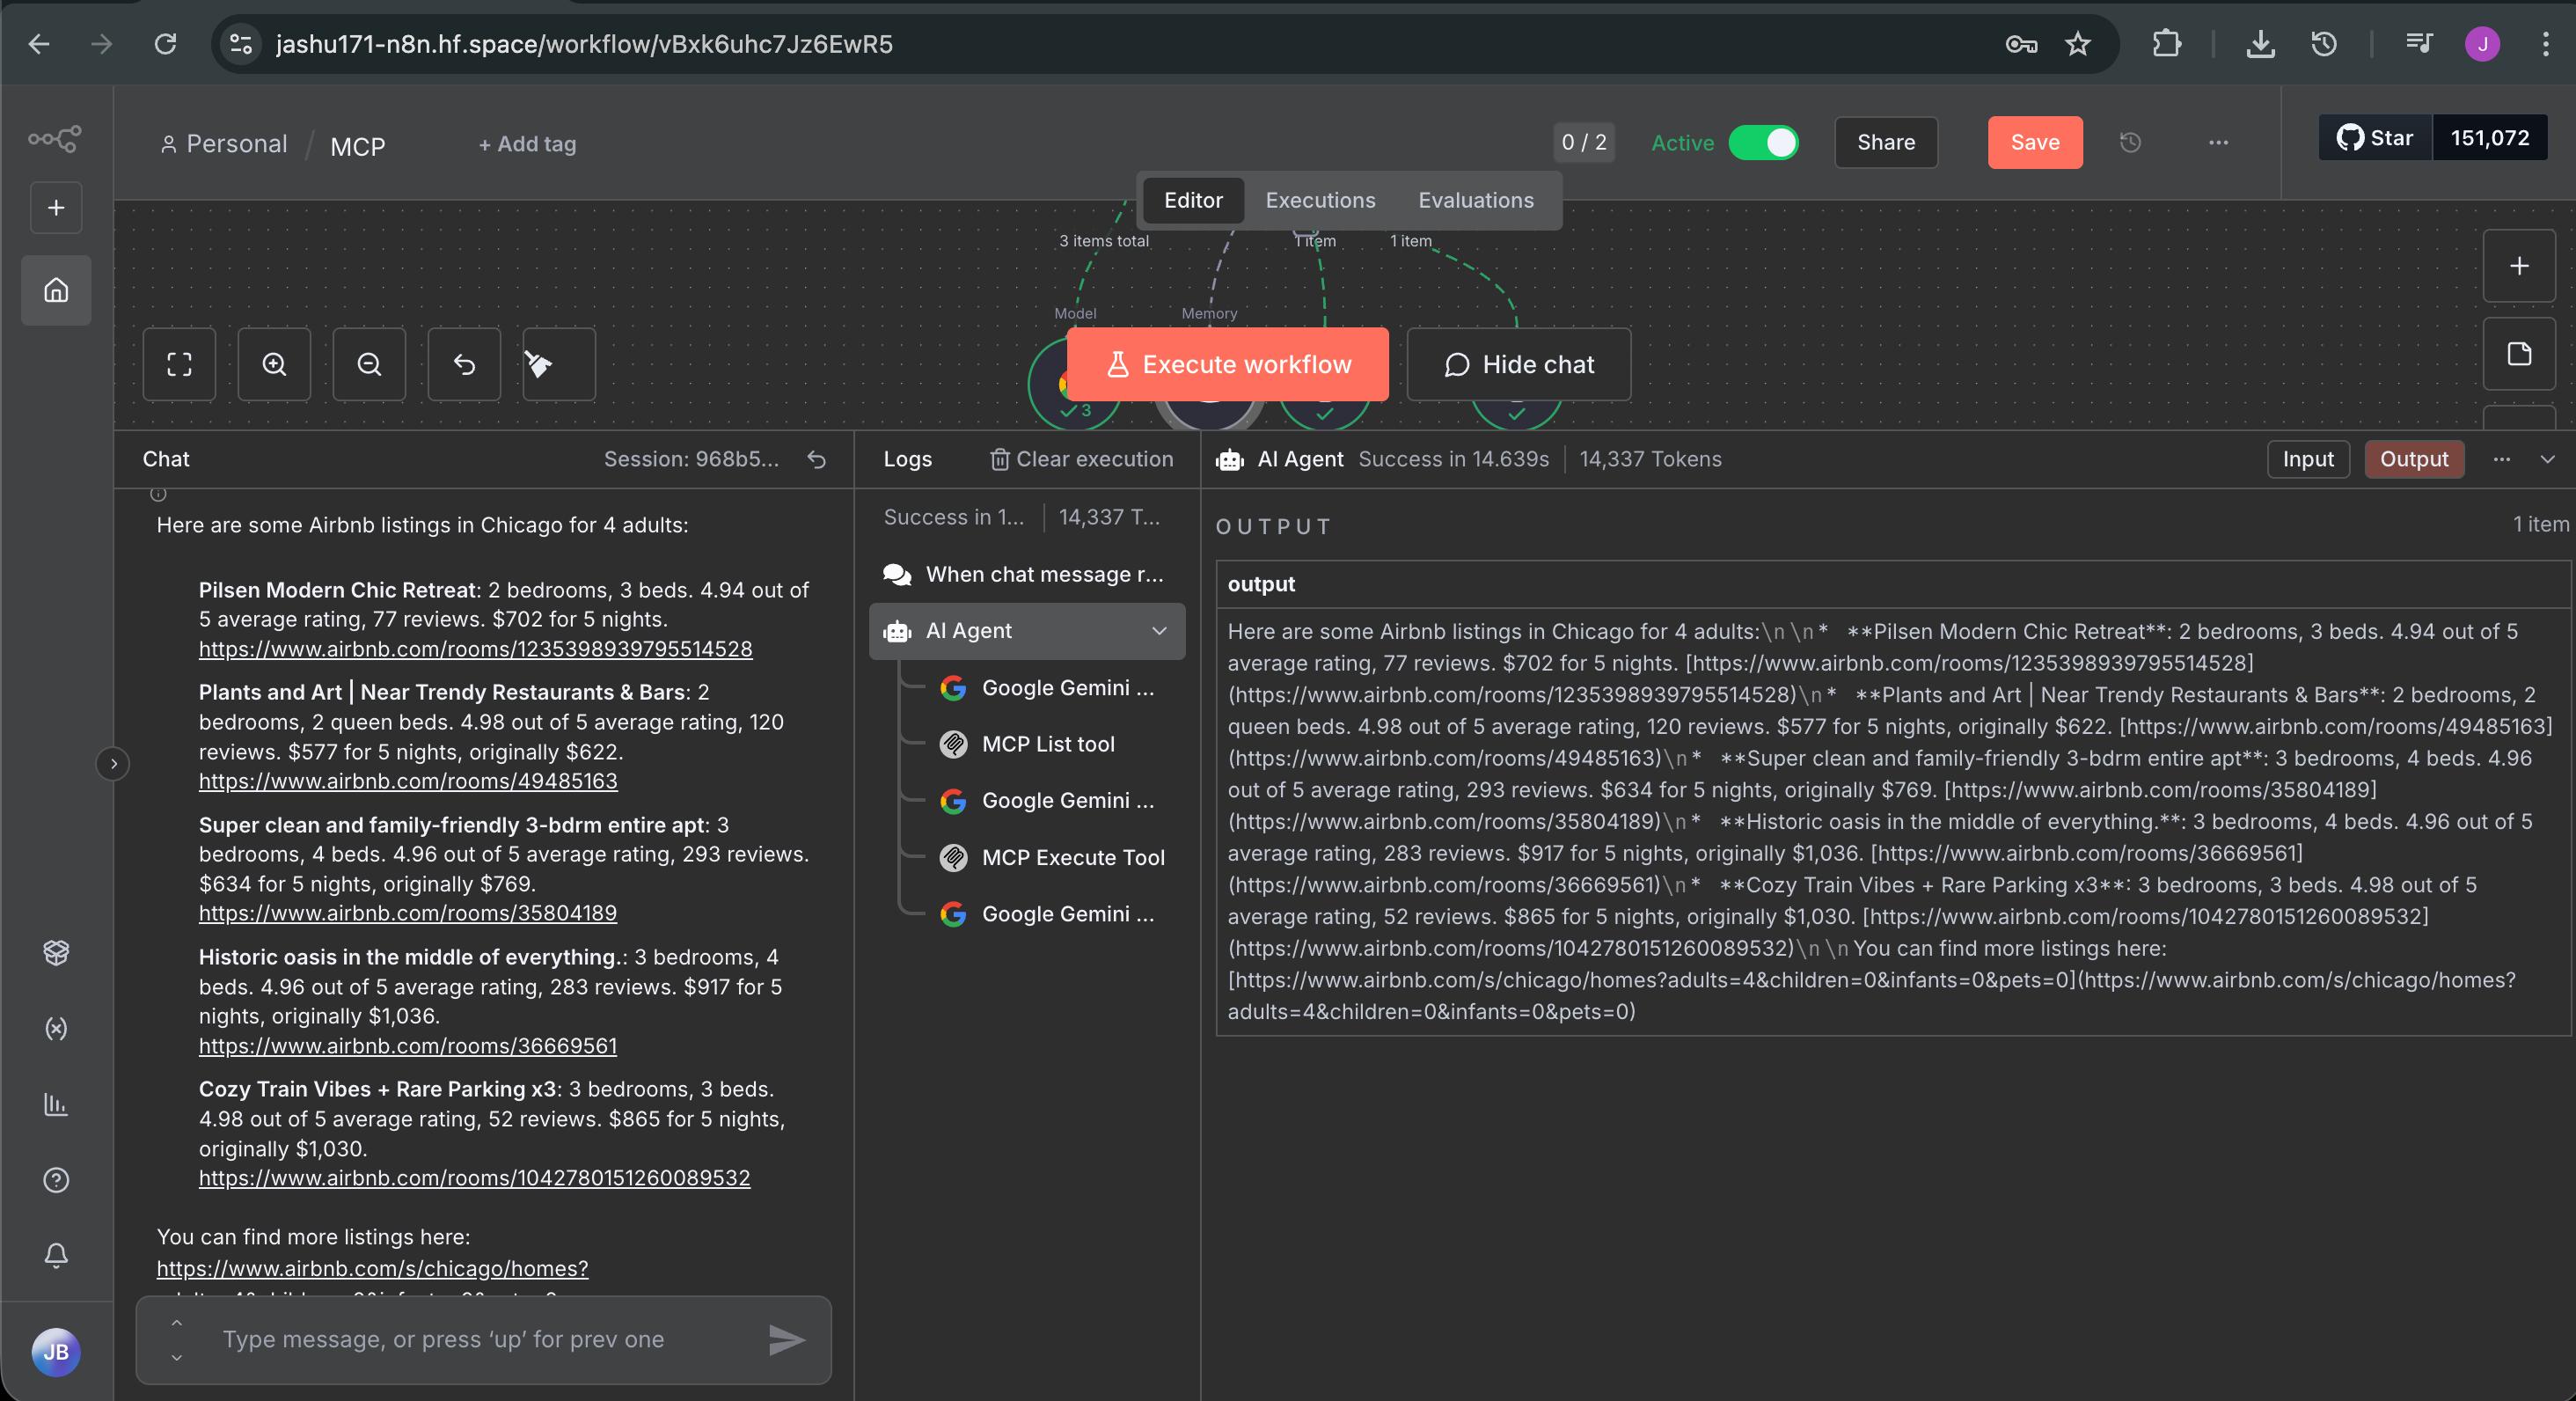 jashu171-n8n.hf.space/workflow/vBxk6uhc7Jz6EwR5
J
Personal / MCP
+ Add tag
0 / 2
Active
Share
Save
Star
151,072
Editor
Executions
Evaluations
3 items total
1 item
1 item
Model
Memory
Execute workflow
Hide chat
3
Chat
Session: 968b5...
Here are some Airbnb listings in Chicago for 4 adults:
Pilsen Modern Chic Retreat: 2 bedrooms, 3 beds. 4.94 out of
5 average rating, 77 reviews. $702 for 5 nights.
https://www.airbnb.com/rooms/1235398939795514528
Plants and Art | Near Trendy Restaurants & Bars: 2
bedrooms, 2 queen beds. 4.98 out of 5 average rating, 120
reviews. $577 for 5 nights, originally $622.
https://www.airbnb.com/rooms/49485163
Super clean and family-friendly 3-bdrm entire apt: 3
bedrooms, 4 beds. 4.96 out of 5 average rating, 293 reviews.
$634 for 5 nights, originally $769.
https://www.airbnb.com/rooms/35804189
Historic oasis in the middle of everything.: 3 bedrooms, 4
beds. 4.96 out of 5 average rating, 283 reviews. $917 for 5
nights, originally $1,036.
https://www.airbnb.com/rooms/36669561
Cozy Train Vibes + Rare Parking x3: 3 bedrooms, 3 beds.
4.98 out of 5 average rating, 52 reviews. $865 for 5 nights,
originally $1,030.
https://www.airbnb.com/rooms/1042780151260089532
You can find more listings here:
https://www.airbnb.com/s/chicago/homes?
Type message, or press ‘up’ for prev one
JB
Logs
Clear execution
Success in 1...
14,337 T...
When chat message r...
AI Agent
Google Gemini ...
MCP List tool
Google Gemini ...
MCP Execute Tool
Google Gemini ...
AI Agent
Success in 14.639s
14,337 Tokens
Input
Output
OUTPUT
1 item
output
Here are some Airbnb listings in Chicago for 4 adults:\n\n*   **Pilsen Modern Chic Retreat**: 2 bedrooms, 3 beds. 4.94 out of 5
average rating, 77 reviews. $702 for 5 nights. [https://www.airbnb.com/rooms/1235398939795514528]
(https://www.airbnb.com/rooms/1235398939795514528)\n*   **Plants and Art | Near Trendy Restaurants & Bars**: 2 bedrooms, 2
queen beds. 4.98 out of 5 average rating, 120 reviews. $577 for 5 nights, originally $622. [https://www.airbnb.com/rooms/49485163]
(https://www.airbnb.com/rooms/49485163)\n*   **Super clean and family-friendly 3-bdrm entire apt**: 3 bedrooms, 4 beds. 4.96
out of 5 average rating, 293 reviews. $634 for 5 nights, originally $769. [https://www.airbnb.com/rooms/35804189]
(https://www.airbnb.com/rooms/35804189)\n*   **Historic oasis in the middle of everything.**: 3 bedrooms, 4 beds. 4.96 out of 5
average rating, 283 reviews. $917 for 5 nights, originally $1,036. [https://www.airbnb.com/rooms/36669561]
(https://www.airbnb.com/rooms/36669561)\n*   **Cozy Train Vibes + Rare Parking x3**: 3 bedrooms, 3 beds. 4.98 out of 5
average rating, 52 reviews. $865 for 5 nights, originally $1,030. [https://www.airbnb.com/rooms/1042780151260089532]
(https://www.airbnb.com/rooms/1042780151260089532)\n\nYou can find more listings here:
[https://www.airbnb.com/s/chicago/homes?adults=4&children=0&infants=0&pets=0](https://www.airbnb.com/s/chicago/homes?
adults=4&children=0&infants=0&pets=0)